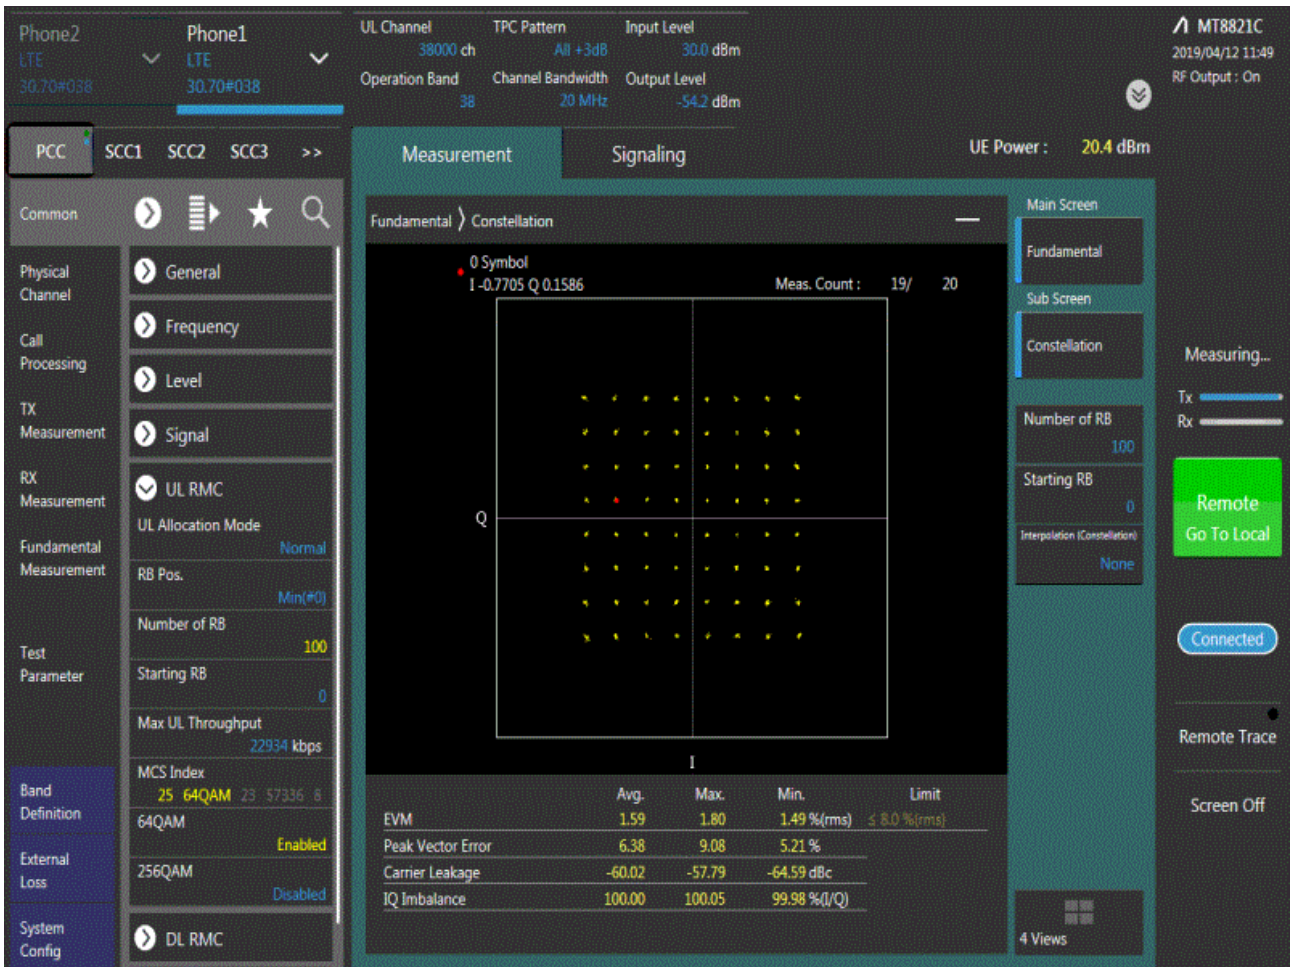 Phone2
LTE
30.70#038
Phone1
LTE
30.70#038
UL Channel
38000 ch
TPC Pattern
All +3dB
Input Level
30.0 dBm
Operation Band
38
Channel Bandwidth
20 MHz
Output Level
-54.2 dBm
MT8821C
2019/04/12 11:49
RF Output : On
PCC SCC1 SCC2 SCC3 >>
Measurement
Signaling
UE Power : 20.4 dBm
Common
Physical
Channel
Call
Processing
TX
Measurement
RX
Measurement
Fundamental
Measurement
Test
Parameter
Band
Definition
External
Loss
System
Config
General
Frequency
Level
Signal
UL RMC
UL Allocation Mode
Normal
RB Pos.
Min(#0)
Number of RB
100
Starting RB
0
Max UL Throughput
22934 kbps
MCS Index
25 64QAM 23 57336 8
64QAM
Enabled
256QAM
Disabled
DL RMC
Fundamental 〉 Constellation
0 Symbol
I -0.7705 Q 0.1586
Meas. Count : 19/ 20
Q
I
Avg. Max. Min. Limit
EVM 1.59 1.80 1.49 %(rms) ≤ 8.0 %(rms)
Peak Vector Error 6.38 9.08 5.21 %
Carrier Leakage -60.02 -57.79 -64.59 dBc
IQ Imbalance 100.00 100.05 99.98 %(I/Q)
Main Screen
Fundamental
Sub Screen
Constellation
Number of RB
100
Starting RB
0
Interpolation (Constellation)
None
4 Views
Measuring...
Tx
Rx
Remote
Go To Local
Connected
Remote Trace
Screen Off